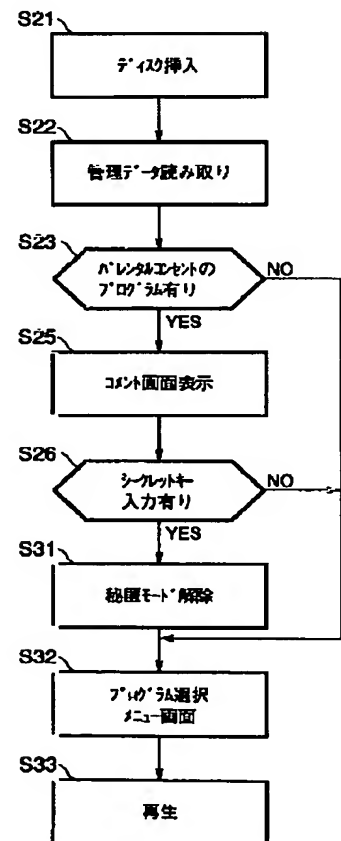 S21
ディスク挿入
S22
管理データ読み取り
S23
パレンタルコンセントの
プログラム有り
NO
YES
S25
コメント画面表示
S26
シークレットキー
入力有り
NO
YES
S31
秘匿モード解除
S32
プログラム選択
メニュー画面
S33
再生